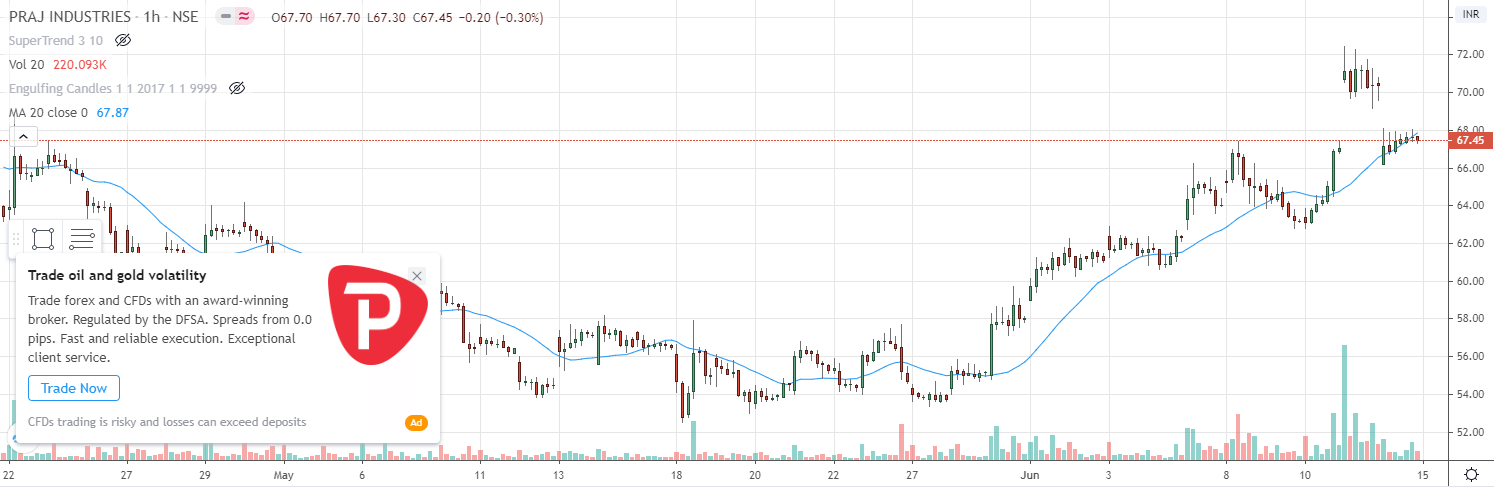 PRAJ INDUSTRIES · 1h · NSE
O67.70 H67.70 L67.30 C67.45 −0.20 (−0.30%)
INR
SuperTrend 3 10
Vol 20 220.093K
Engulfing Candles 1 1 2017 1 1 9999
MA 20 close 0 67.87
72.00
70.00
68.00
67.45
66.00
64.00
62.00
60.00
58.00
56.00
54.00
52.00
Trade oil and gold volatility
Trade forex and CFDs with an award-winning
broker. Regulated by the DFSA. Spreads from 0.0
pips. Fast and reliable execution. Exceptional
client service.
P
Trade Now
CFDs trading is risky and losses can exceed deposits
Ad
22 27 29 May 6 11 13 18 20 22 27 Jun 3 8 10 15